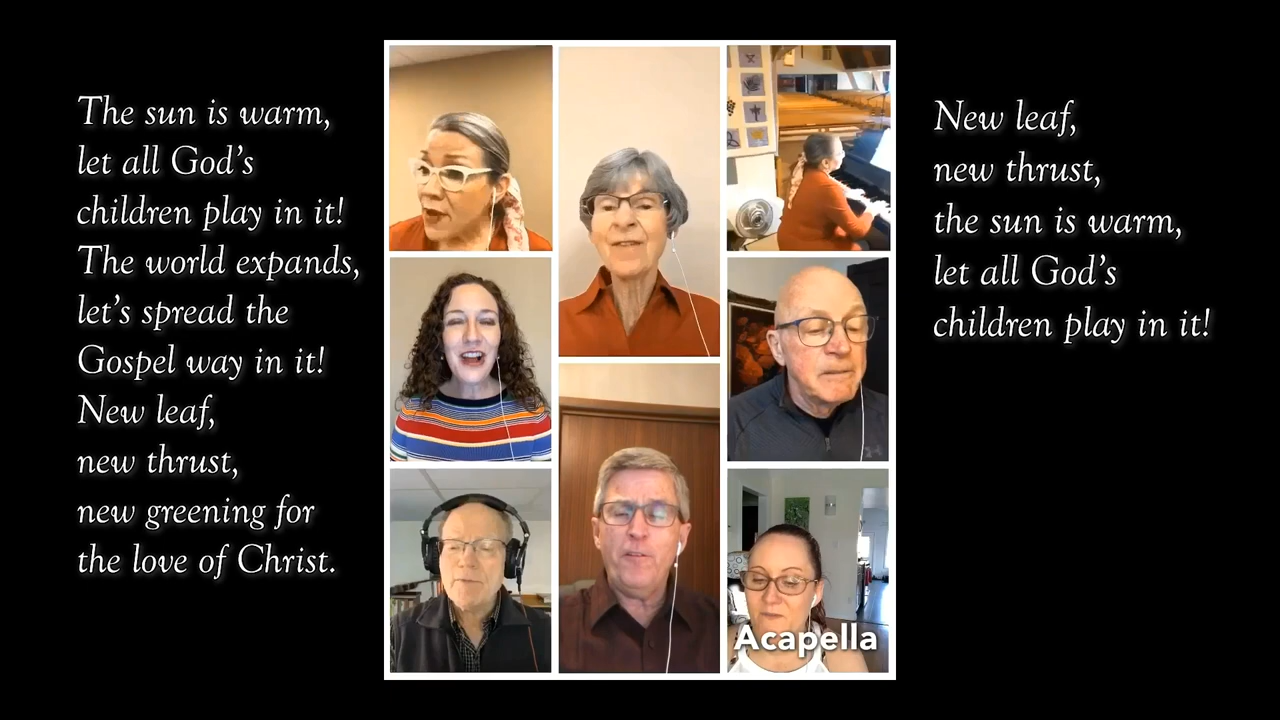 The sun is warm,
let all God's
children play in it!
The world expands,
let's spread the
Gospel way in it!
New leaf,
new thrust,
new greening for
the love of Christ.
New leaf,
new thrust,
the sun is warm,
let all God's
children play in it!
Acapella